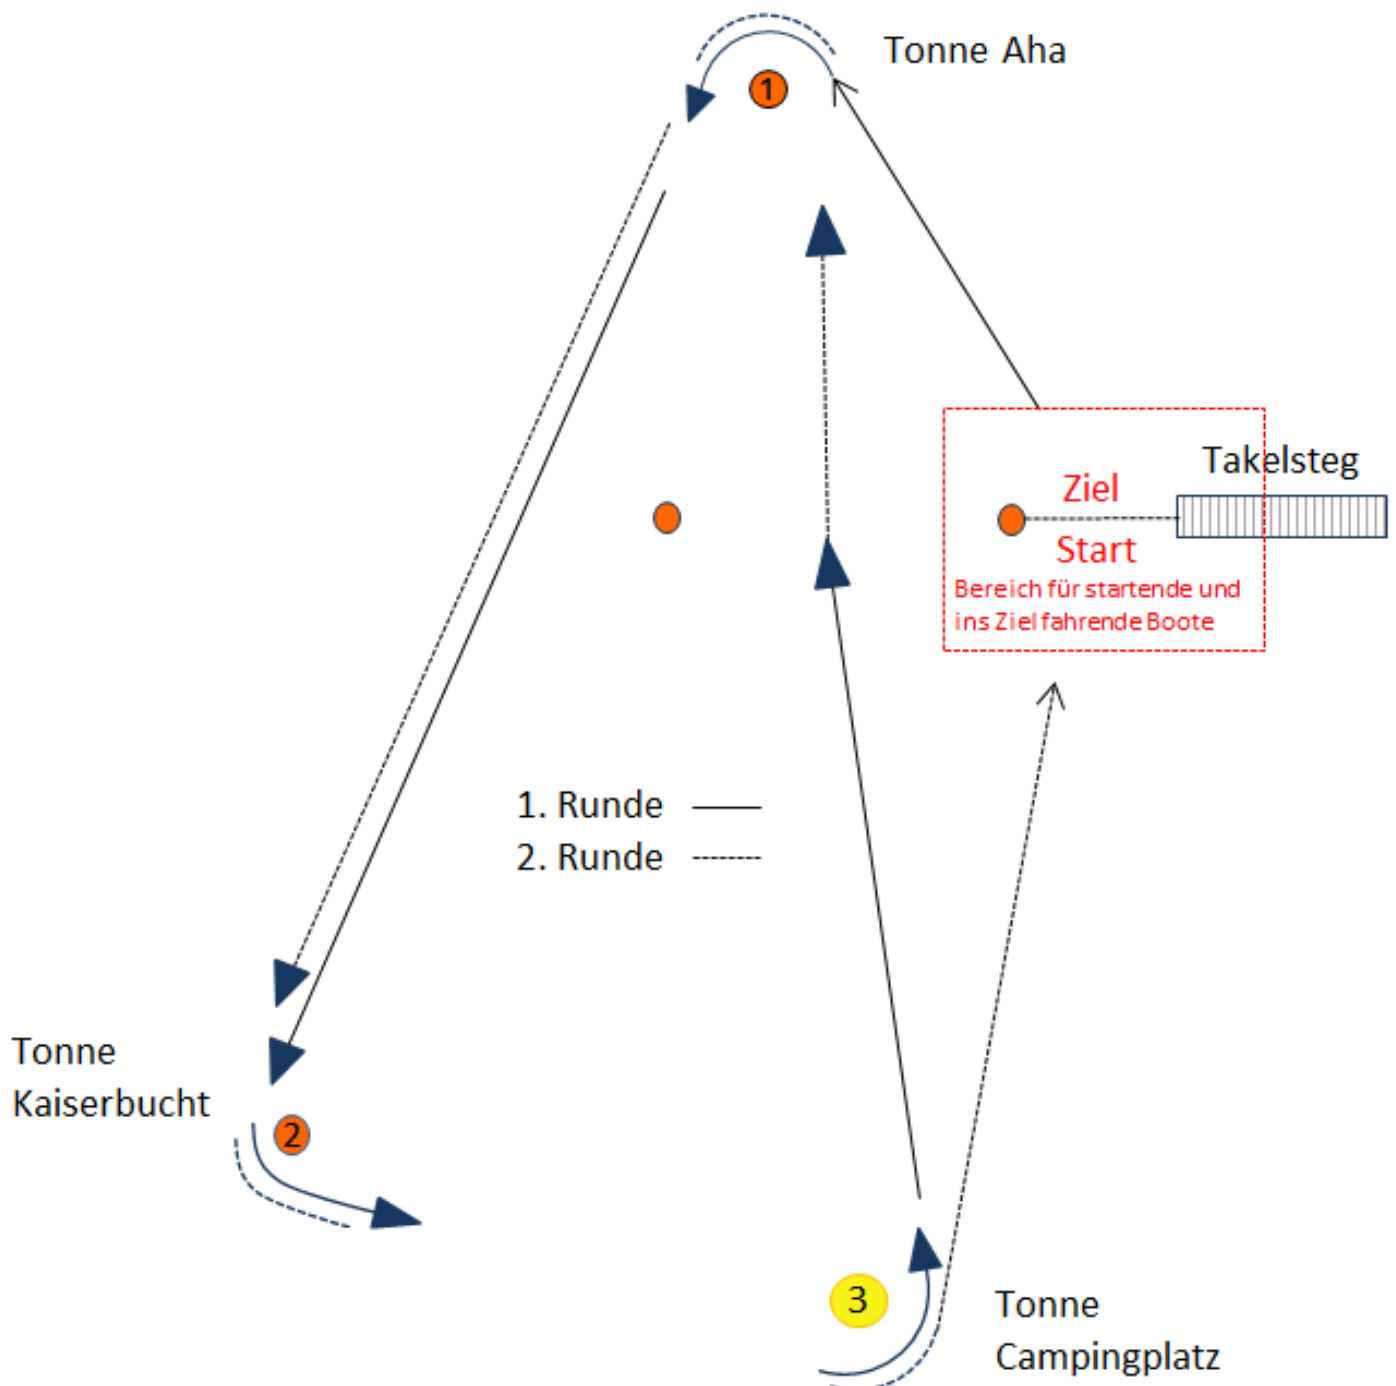 Tonne Aha
1
Takelsteg
Ziel
Start
Bereich für startende und
ins Ziel fahrende Boote
1. Runde
2. Runde
Tonne
Kaiserbucht
2
3
Tonne
Campingplatz